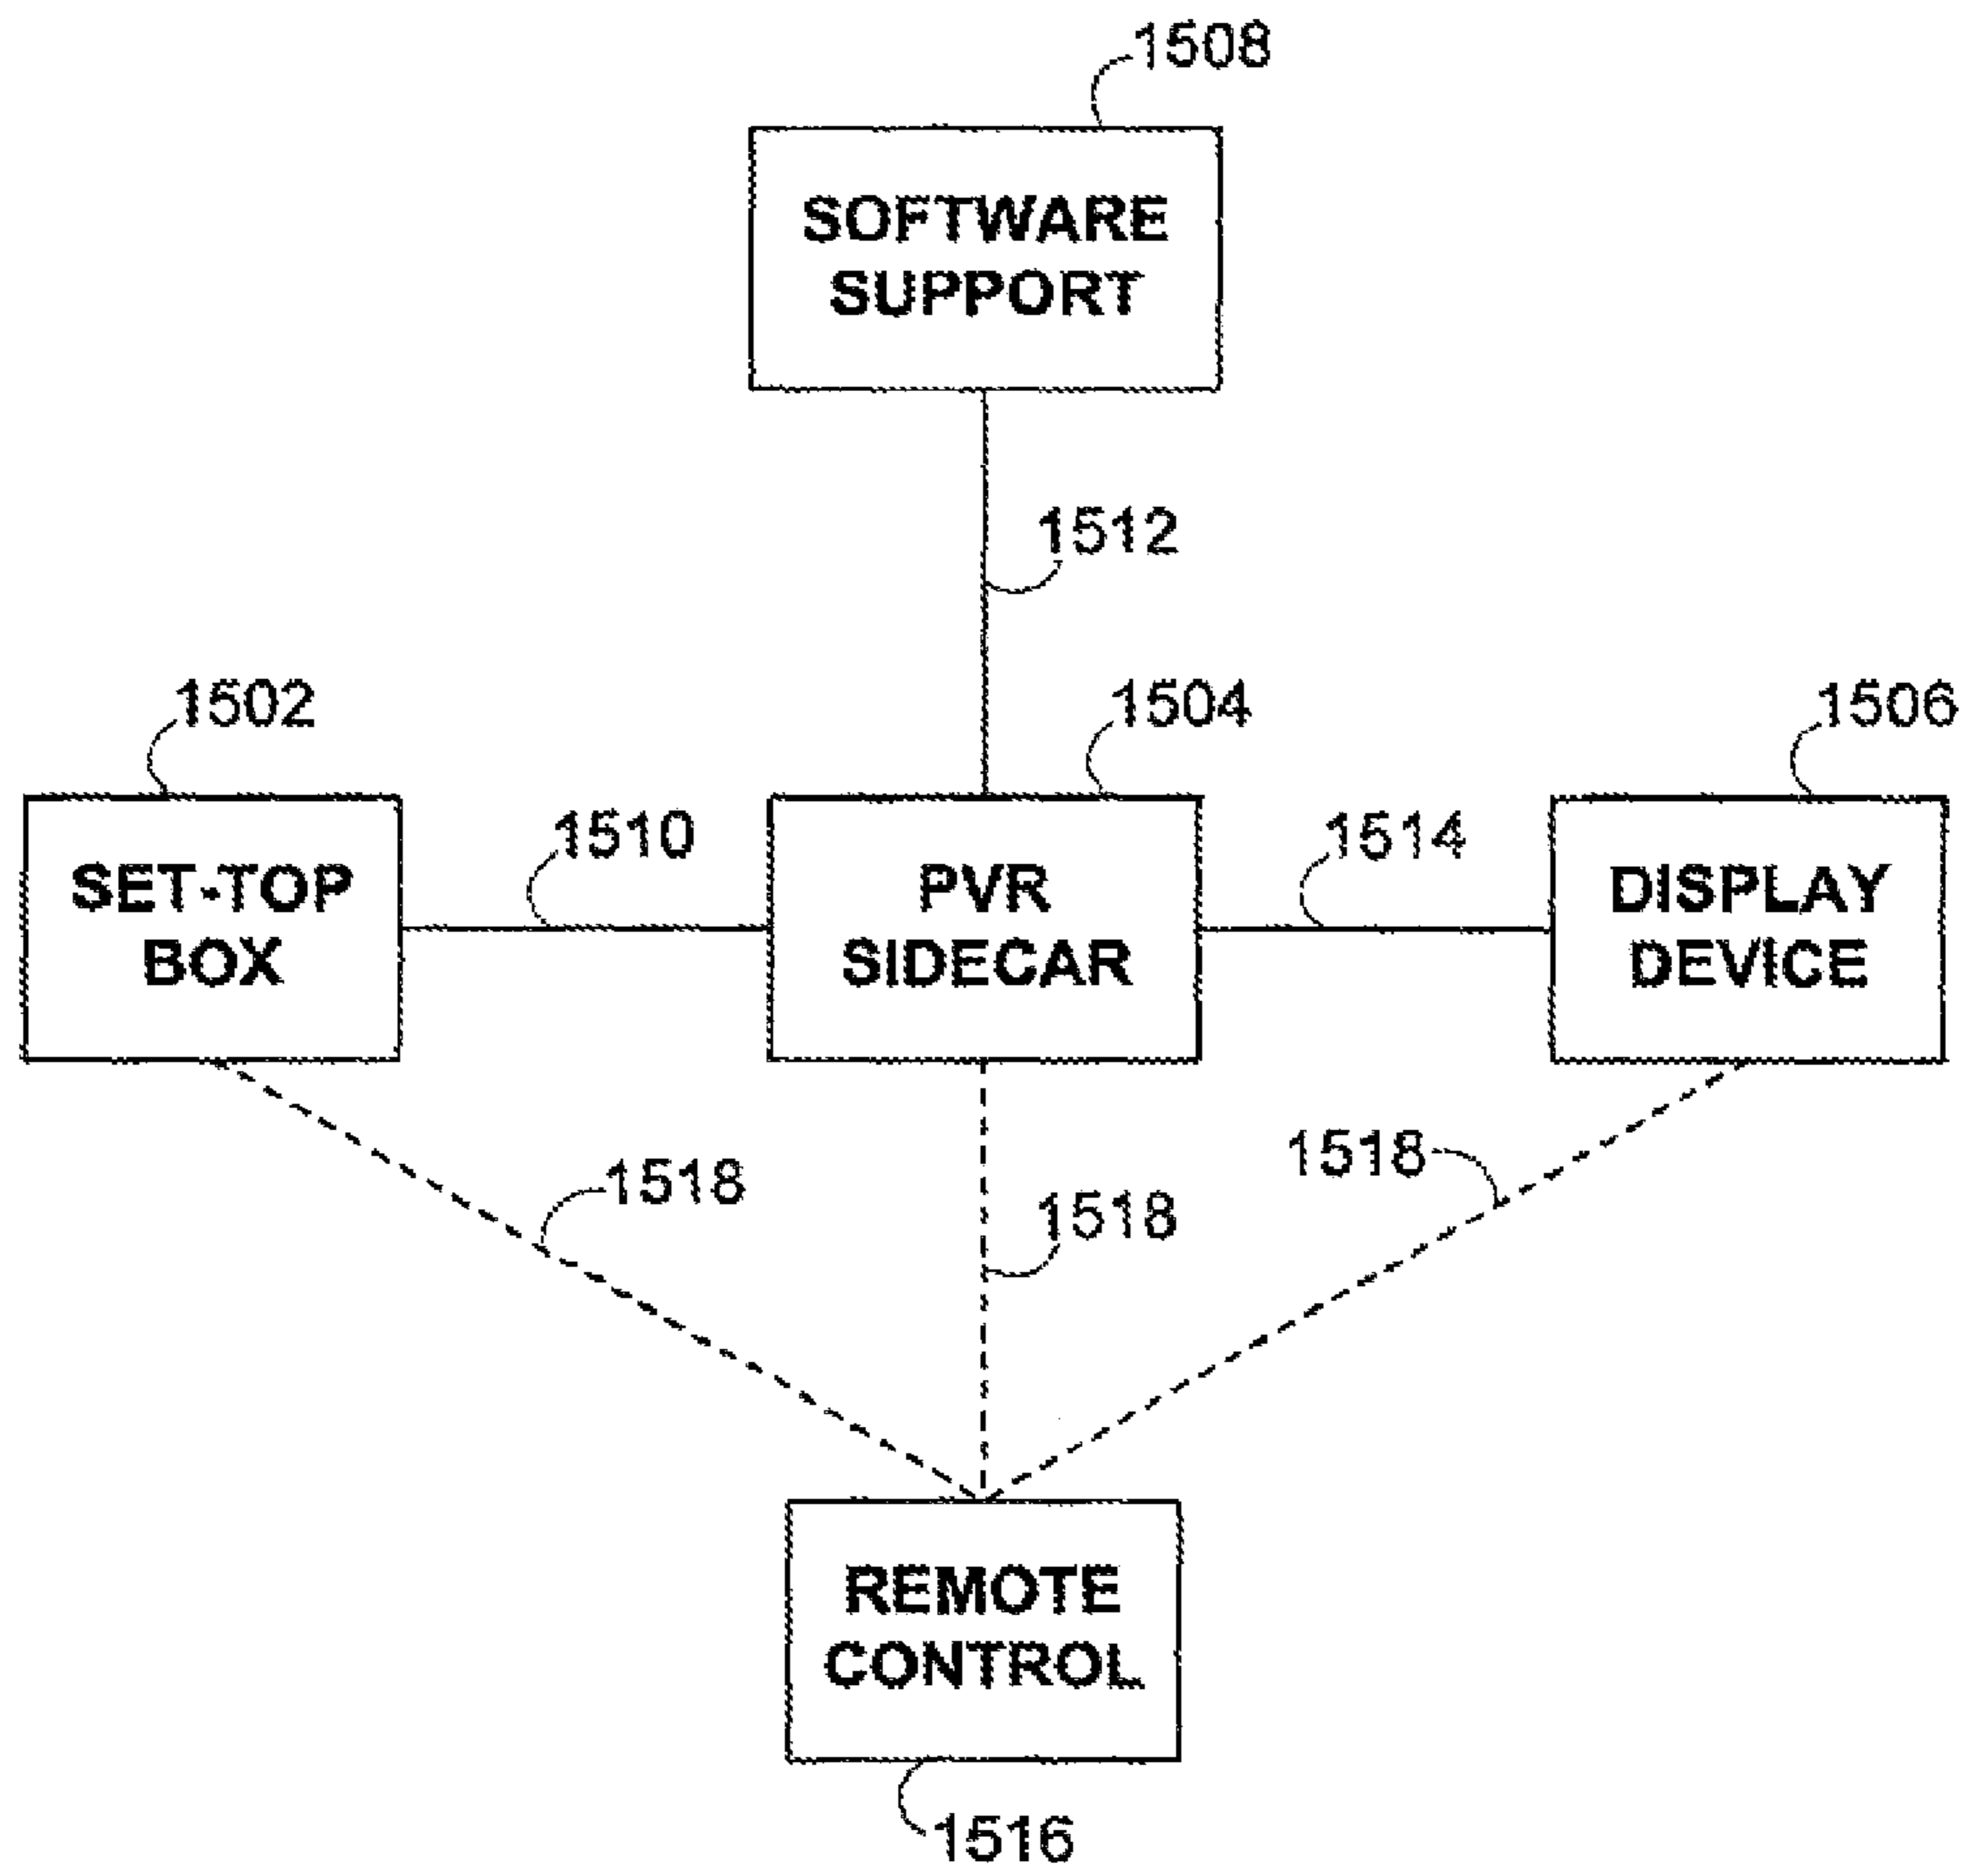 1508
SOFTWARE
SUPPORT
1512
1502
1504
1506
1510
1514
SET-TOP
BOX
PVR
SIDECAR
DISPLAY
DEVICE
1518
1518
1518
REMOTE
CONTROL
1516